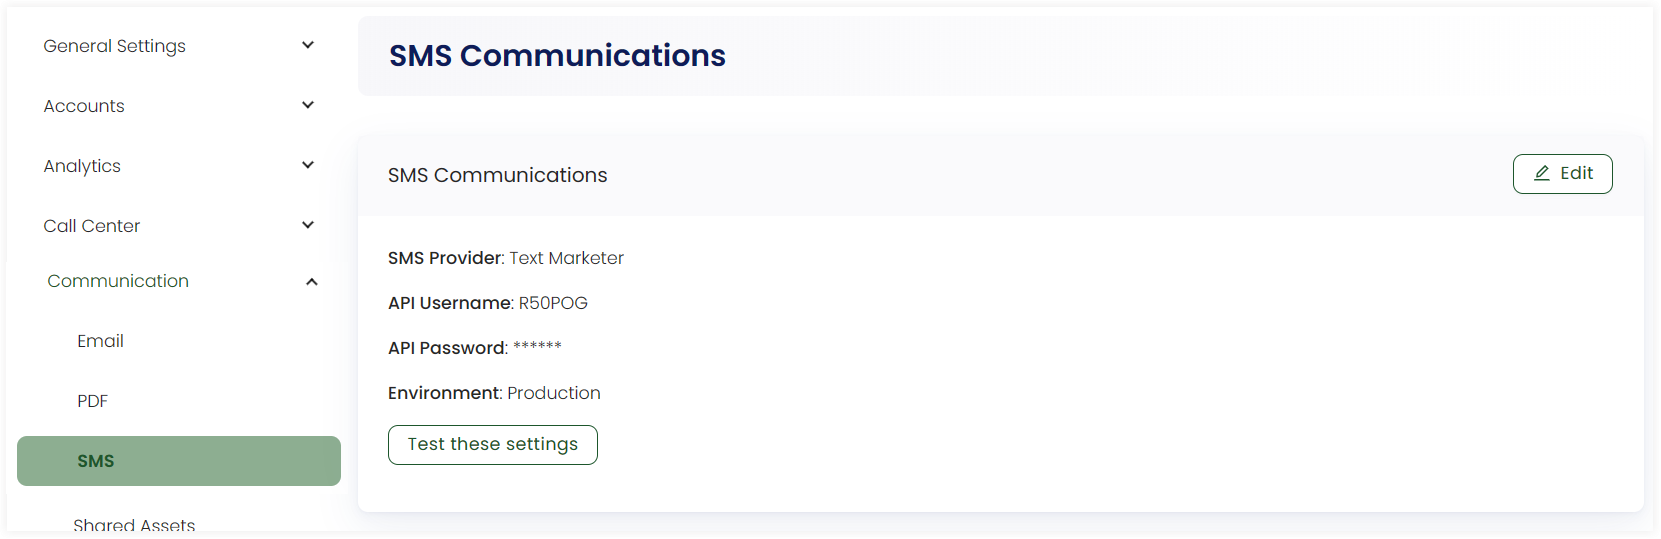 General Settings
Accounts
Analytics
Call Center
Communication
Email
PDF
SMS
Shared Assets
SMS Communications
SMS Communications
Edit
SMS Provider: Text Marketer
API Username: R50POG
API Password: ******
Environment: Production
Test these settings